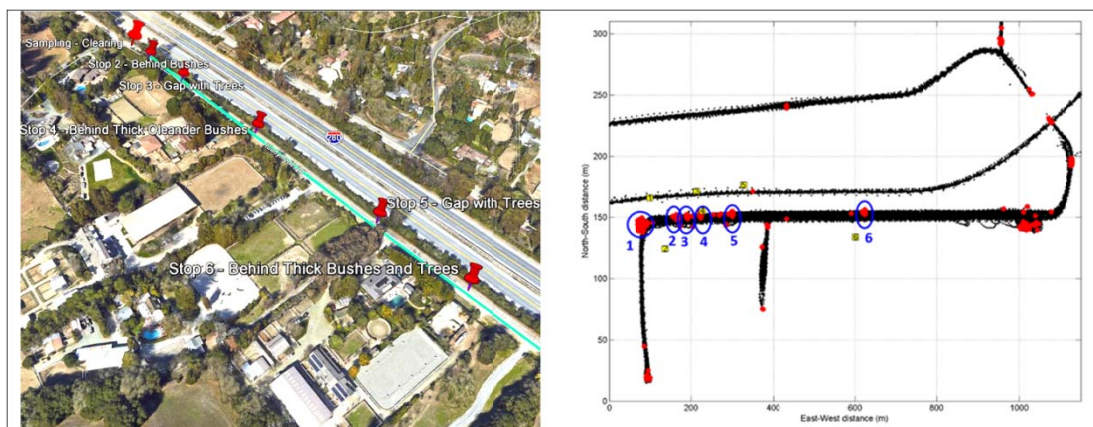 Sampling - Clearing
Stop 2 - Behind Bushes
Stop 3 - Gap with Trees
Stop 4 - Behind Thick Oleander Bushes
280
Stop 5 - Gap with Trees
Stop 6 - Behind Thick Bushes and Trees
300
250
200
150
100
50
0
North-South distance (m)
1
2
3
4
5
6
0
200
400
600
800
1000
East-West distance (m)